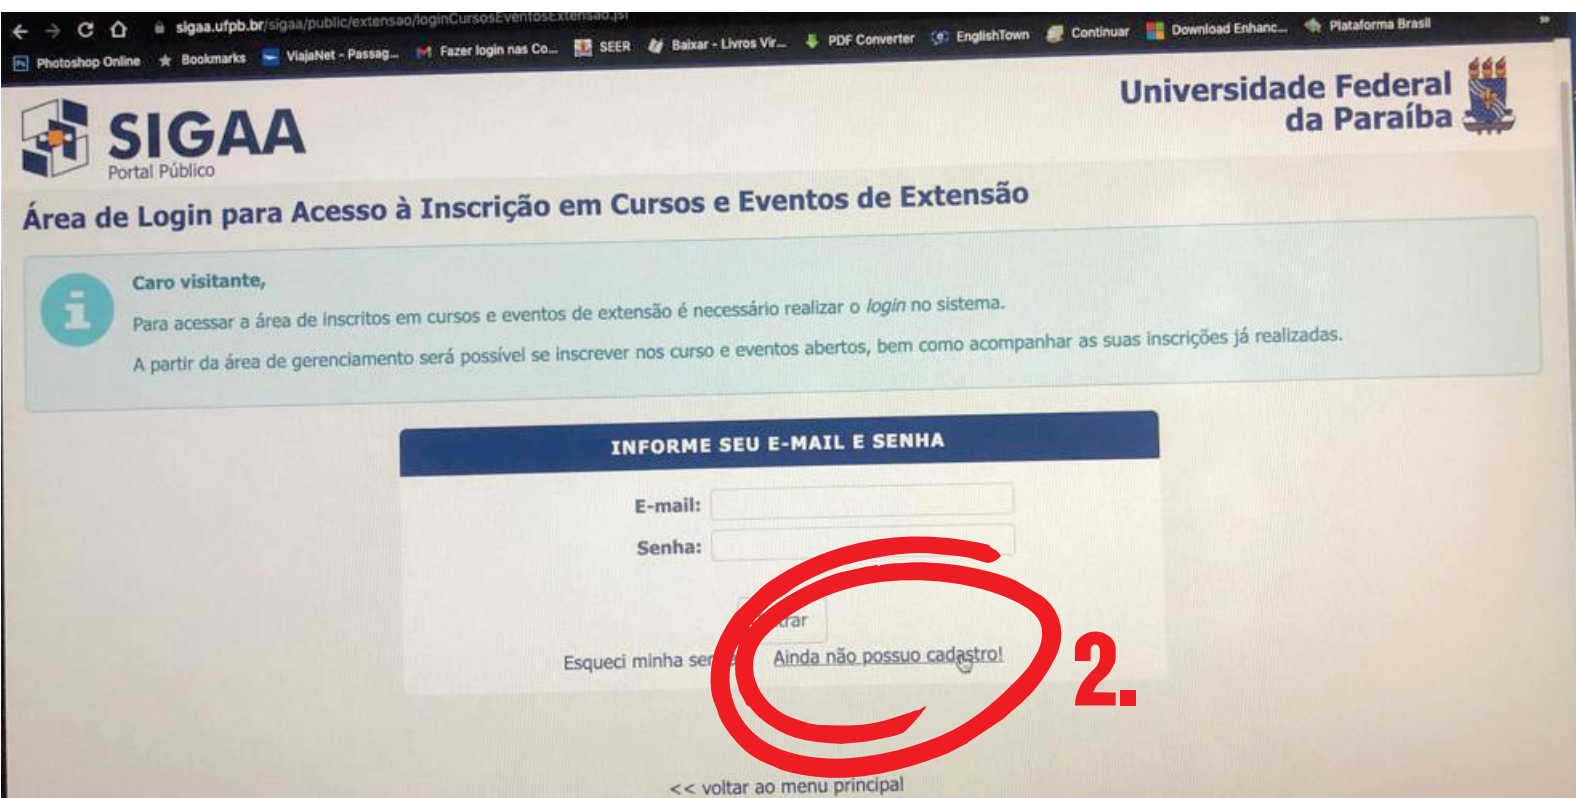 sigaa.ufpb.br/sigaa/public/extensao/loginCursosEventosExtensao.jsf
Photoshop Online Bookmarks ViajaNet - Passag... Fazer login nas Co... SEER Baixar - Livros Vir... PDF Converter EnglishTown Continuar Download Enhanc... Plataforma Brasil »
SIGAA
Portal Público
Universidade Federal
da Paraíba
Área de Login para Acesso à Inscrição em Cursos e Eventos de Extensão
Caro visitante,
Para acessar a área de inscritos em cursos e eventos de extensão é necessário realizar o login no sistema.
A partir da área de gerenciamento será possível se inscrever nos curso e eventos abertos, bem como acompanhar as suas inscrições já realizadas.
INFORME SEU E-MAIL E SENHA
E-mail:
Senha:
Esqueci minha Ainda não possuo cadastro!
2.
<< voltar ao menu principal